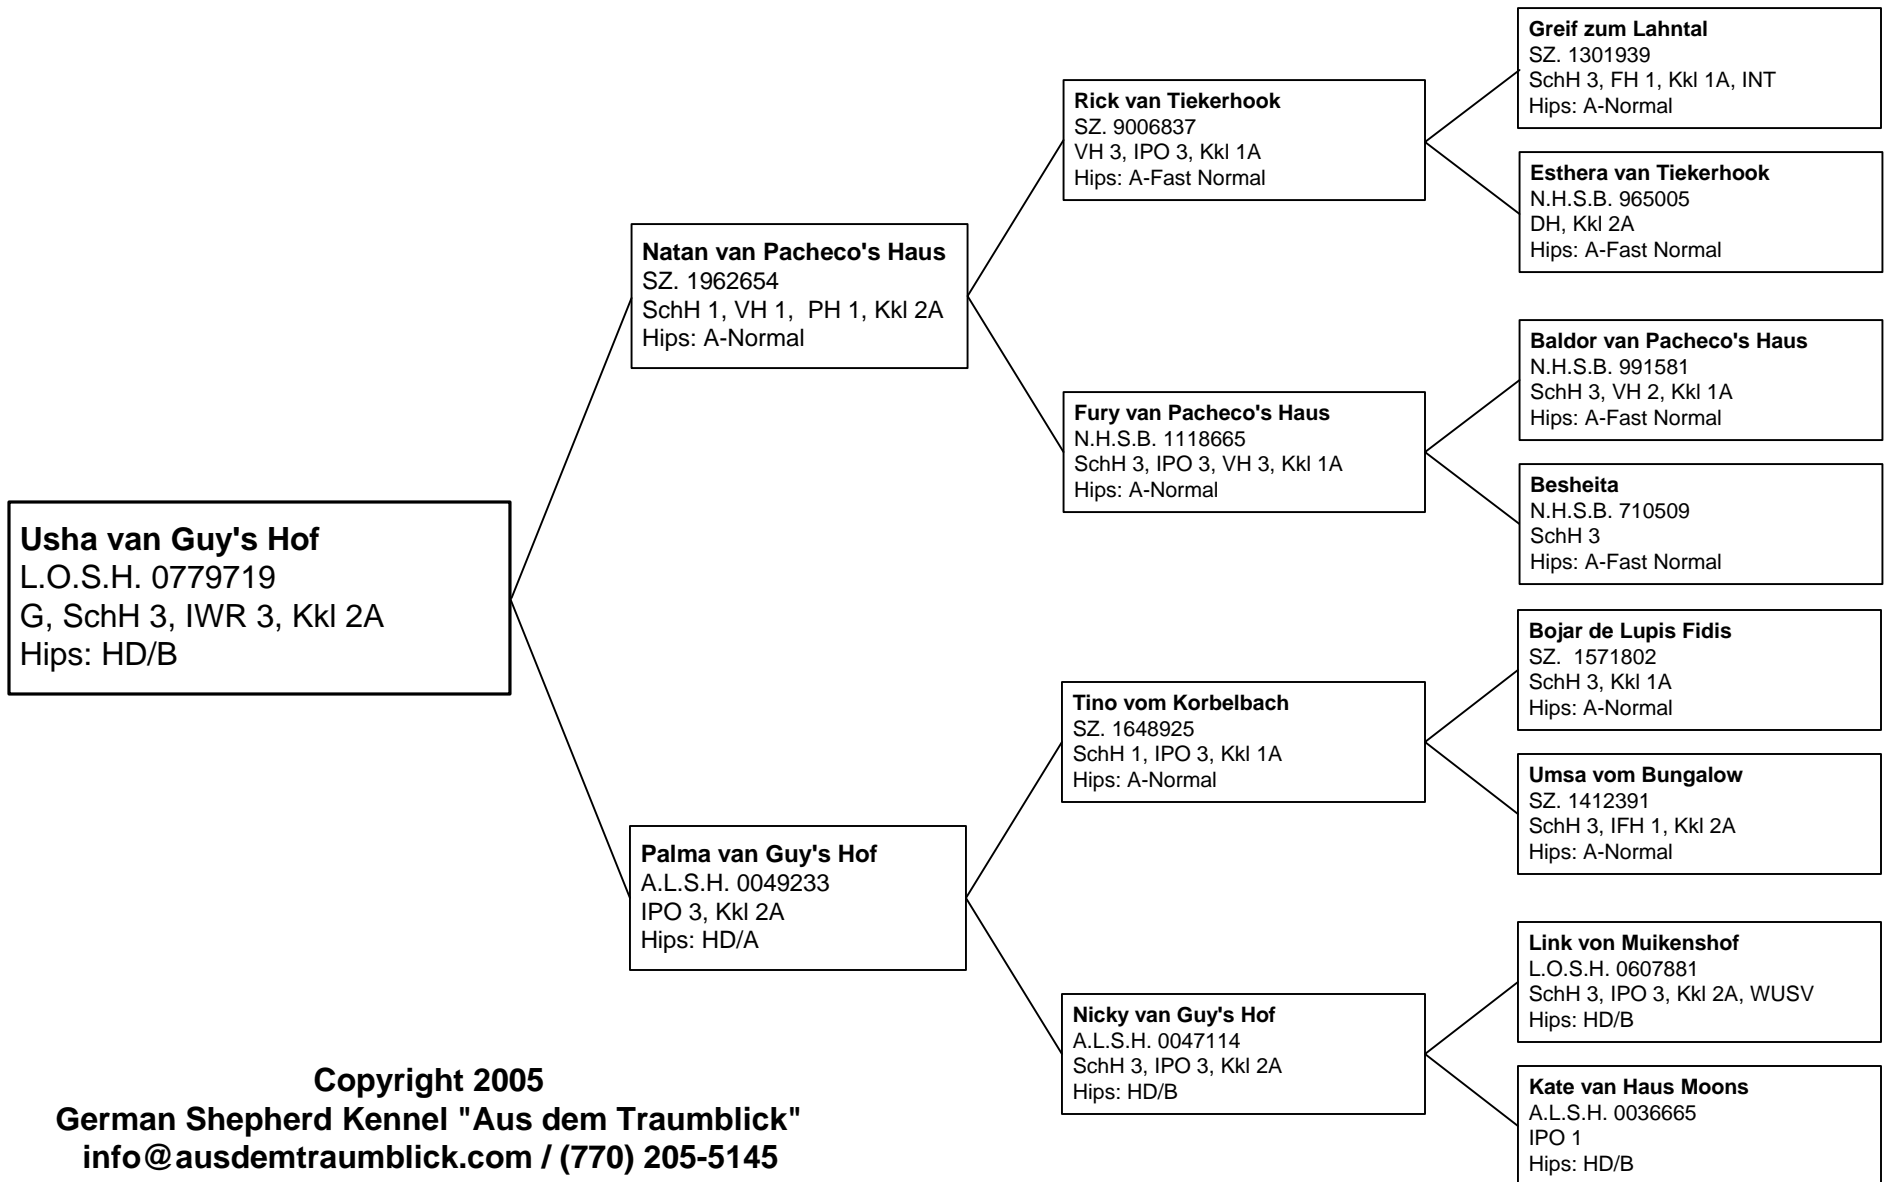 Usha van Guy's Hof
L.O.S.H. 0779719
G, SchH 3, IWR 3, Kkl 2A
Hips: HD/B
Natan van Pacheco's Haus
SZ. 1962654
SchH 1, VH 1,  PH 1, Kkl 2A
Hips: A-Normal
Palma van Guy's Hof
A.L.S.H. 0049233
IPO 3, Kkl 2A
Hips: HD/A
Rick van Tiekerhook
SZ. 9006837
VH 3, IPO 3, Kkl 1A
Hips: A-Fast Normal
Fury van Pacheco's Haus
N.H.S.B. 1118665
SchH 3, IPO 3, VH 3, Kkl 1A
Hips: A-Normal
Tino vom Korbelbach
SZ. 1648925
SchH 1, IPO 3, Kkl 1A
Hips: A-Normal
Nicky van Guy's Hof
A.L.S.H. 0047114
SchH 3, IPO 3, Kkl 2A
Hips: HD/B
Greif zum Lahntal
SZ. 1301939
SchH 3, FH 1, Kkl 1A, INT
Hips: A-Normal
Esthera van Tiekerhook
N.H.S.B. 965005
DH, Kkl 2A
Hips: A-Fast Normal
Baldor van Pacheco's Haus
N.H.S.B. 991581
SchH 3, VH 2, Kkl 1A
Hips: A-Fast Normal
Besheita
N.H.S.B. 710509
SchH 3
Hips: A-Fast Normal
Bojar de Lupis Fidis
SZ.  1571802
SchH 3, Kkl 1A
Hips: A-Normal
Umsa vom Bungalow
SZ. 1412391
SchH 3, IFH 1, Kkl 2A
Hips: A-Normal
Link von Muikenshof
L.O.S.H. 0607881
SchH 3, IPO 3, Kkl 2A, WUSV
Hips: HD/B
Kate van Haus Moons
A.L.S.H. 0036665
IPO 1
Hips: HD/B
Copyright 2005
German Shepherd Kennel "Aus dem Traumblick"
info@ausdemtraumblick.com / (770) 205-5145